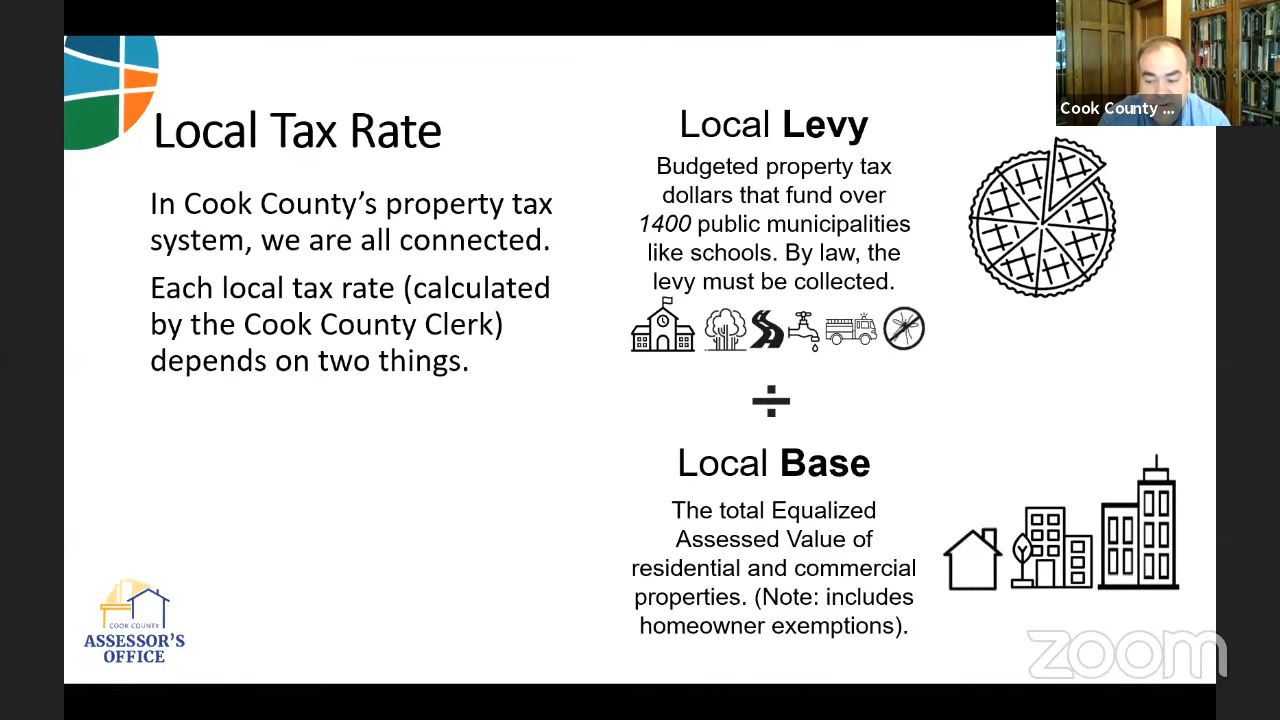 Cook County ...
Local Tax Rate
In Cook County’s property tax
system, we are all connected.
Each local tax rate (calculated
by the Cook County Clerk)
depends on two things.
Local Levy
Budgeted property tax
dollars that fund over
1400 public municipalities
like schools. By law, the
levy must be collected.
÷
Local Base
The total Equalized
Assessed Value of
residential and commercial
properties. (Note: includes
homeowner exemptions).
COOK COUNTY
ASSESSOR'S
OFFICE
zoom